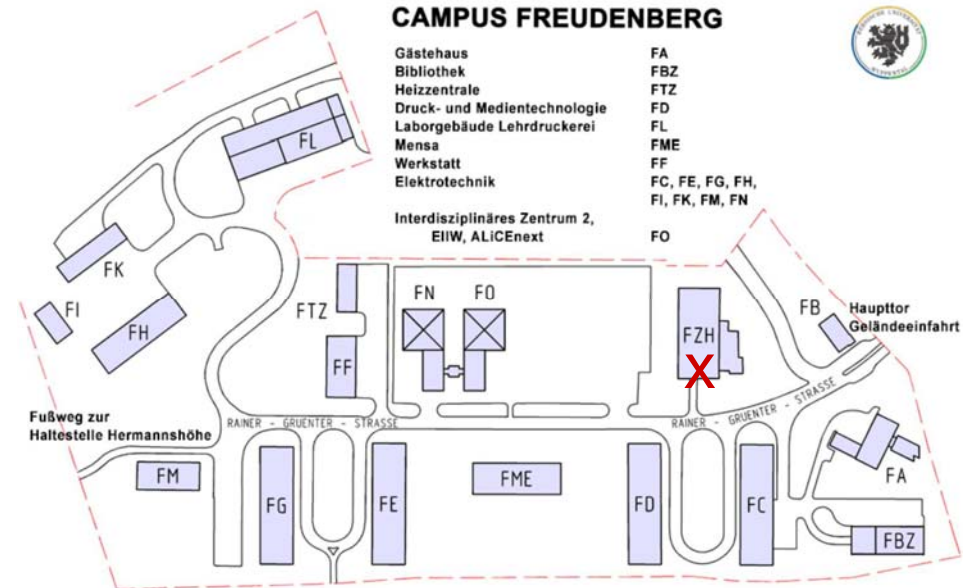 CAMPUS FREUDENBERG
BERGISCHE UNIVERSITÄT
WUPPERTAL
Gästehaus FA
Bibliothek FBZ
Heizzentrale FTZ
Druck- und Medientechnologie FD
Laborgebäude Lehrdruckerei FL
Mensa FME
Werkstatt FF
Elektrotechnik FC, FE, FG, FH,
FI, FK, FM, FN
Interdisziplinäres Zentrum 2,
EIIW, ALiCEnext FO
FL
FK
FI
FH
FTZ
FF
FN
FO
FZH
X
FB
Haupttor
Geländeeinfahrt
Fußweg zur
Haltestelle Hermannshöhe
RAINER - GRUENTER - STRASSE
RAINER - GRUENTER - STRASSE
FM
FG
FE
FME
FD
FC
FA
FBZ